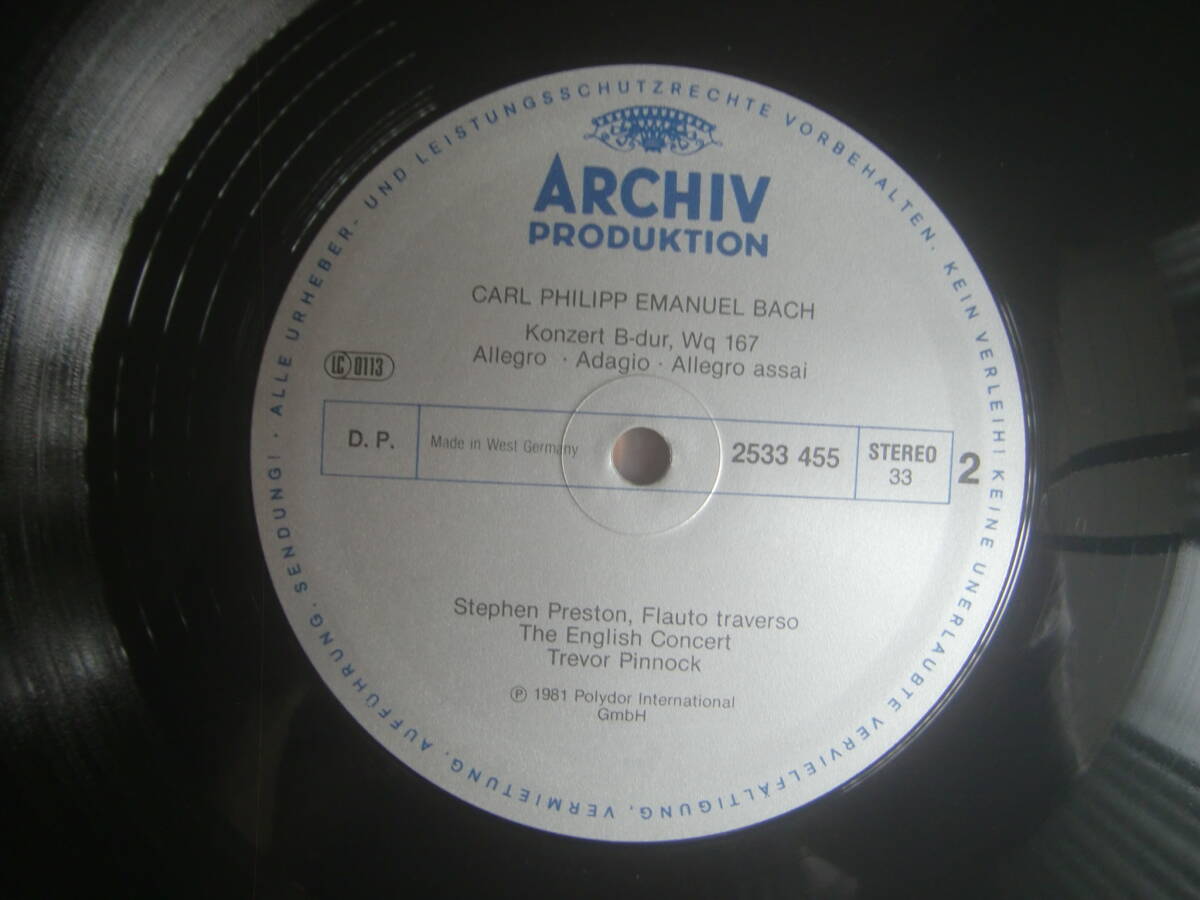 ALLE URHEBER- UND LEISTUNGSSCHUTZRECHTE VORBEHALTEN. KEIN VERLEIH! KEINE UNERLAUBTE VERVIELFÄLTIGUNG, VERMIETUNG, AUFFÜHRUNG, SENDUNG! ·
ARCHIV
PRODUKTION
CARL PHILIPP EMANUEL BACH
Konzert B-dur, Wq 167
Allegro · Adagio · Allegro assai
LC 0113
D. P.
Made in West Germany
2533 455
STEREO
33
2
Stephen Preston, Flauto traverso
The English Concert
Trevor Pinnock
Ⓟ 1981 Polydor International
GmbH